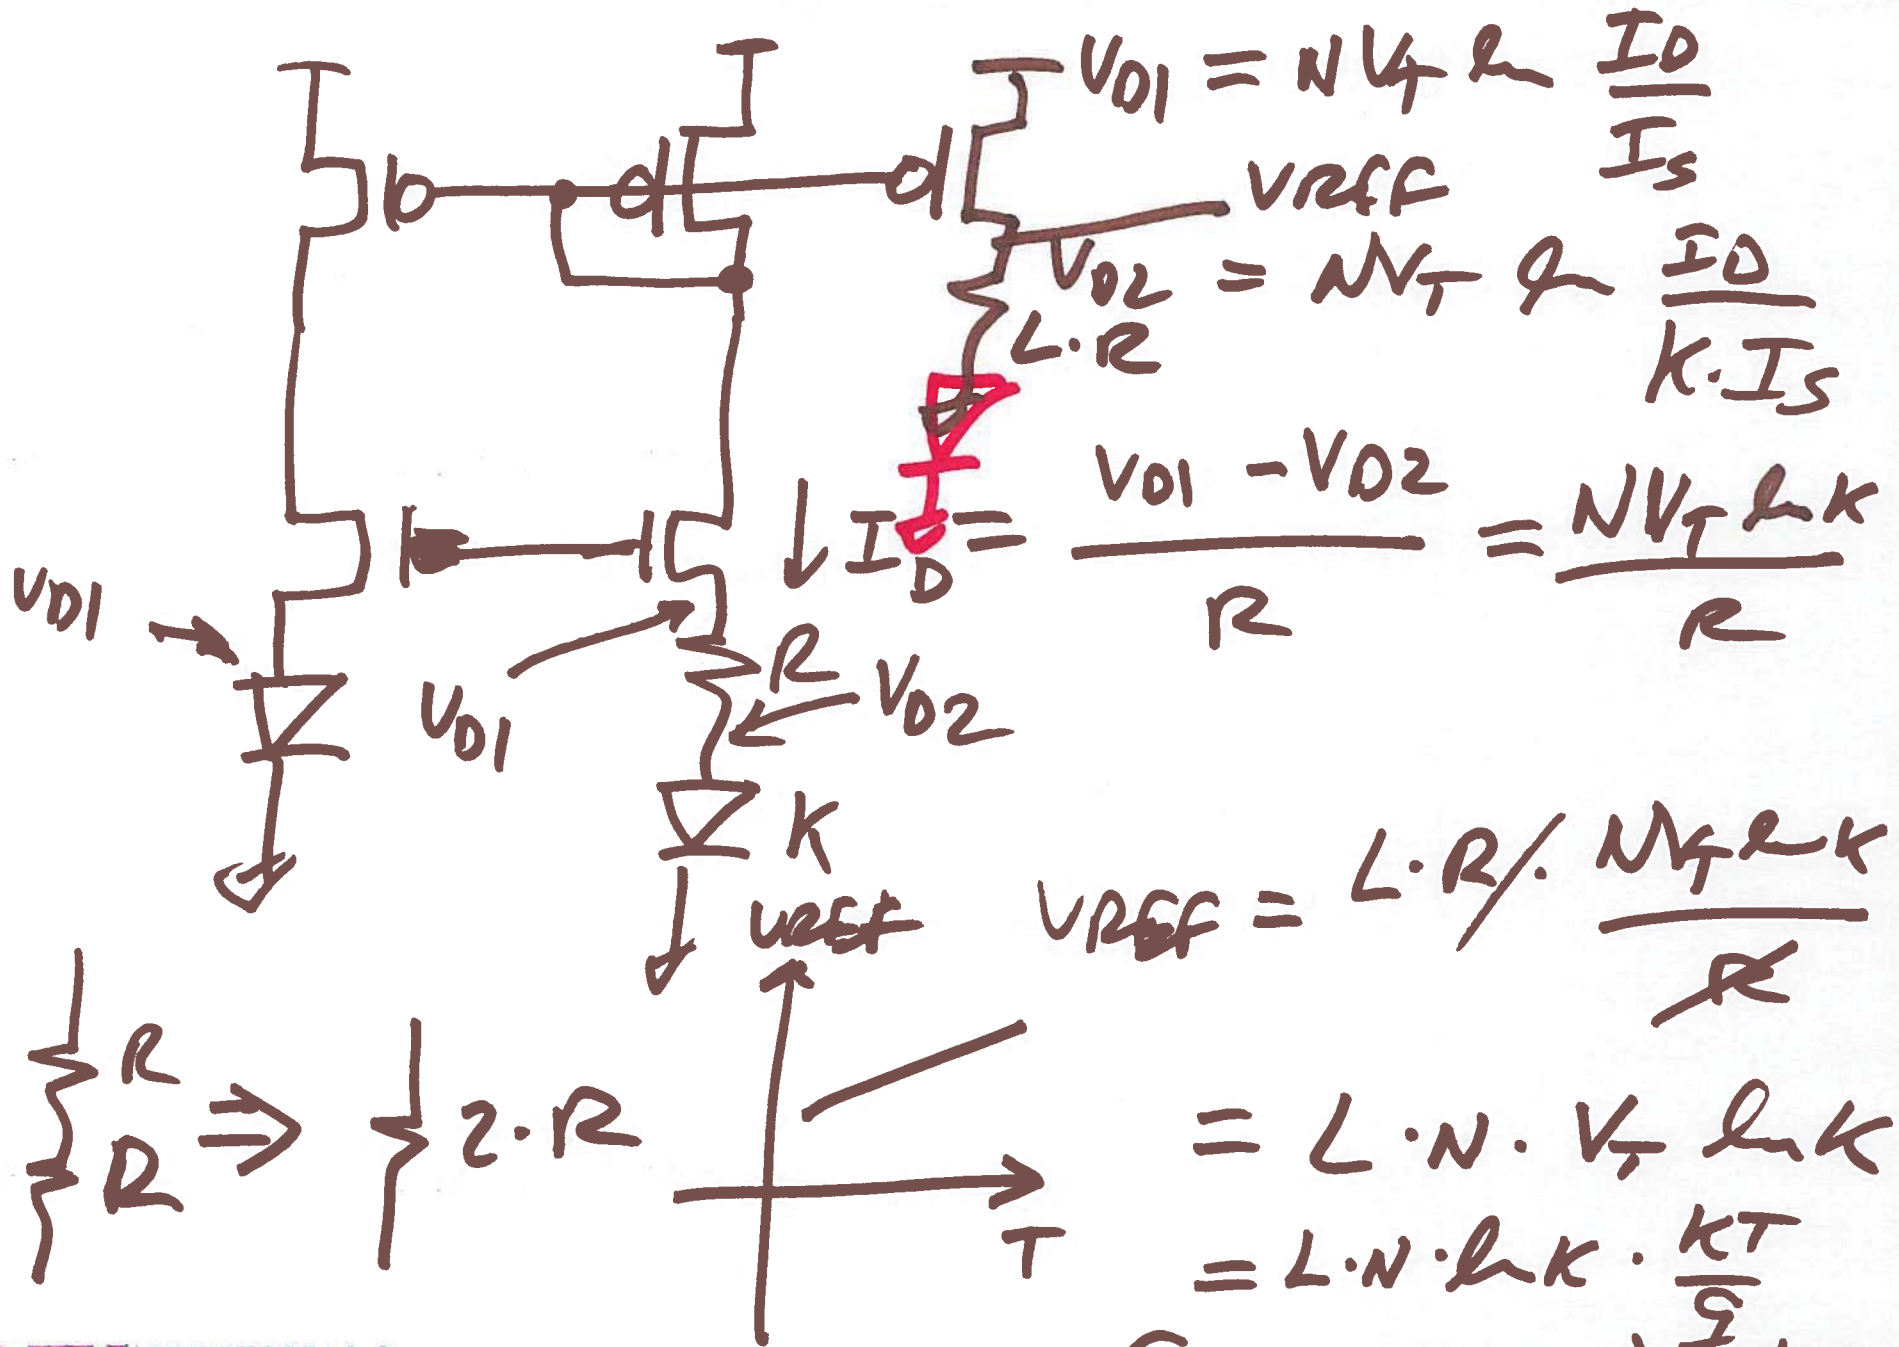 VD1 = NVT ln ID/IS
VREF
VD2 = NVT ln ID/K·IS
L·R
ID = VD1 - VD2/R = NVT ln K/R
VD1
VD1
R
VD2
K
VREF = L·R · NVT ln K/R
VREF
T
R
R
⇒ 2·R
= L·N·VT ln K
= L·N·ln K · KT/q